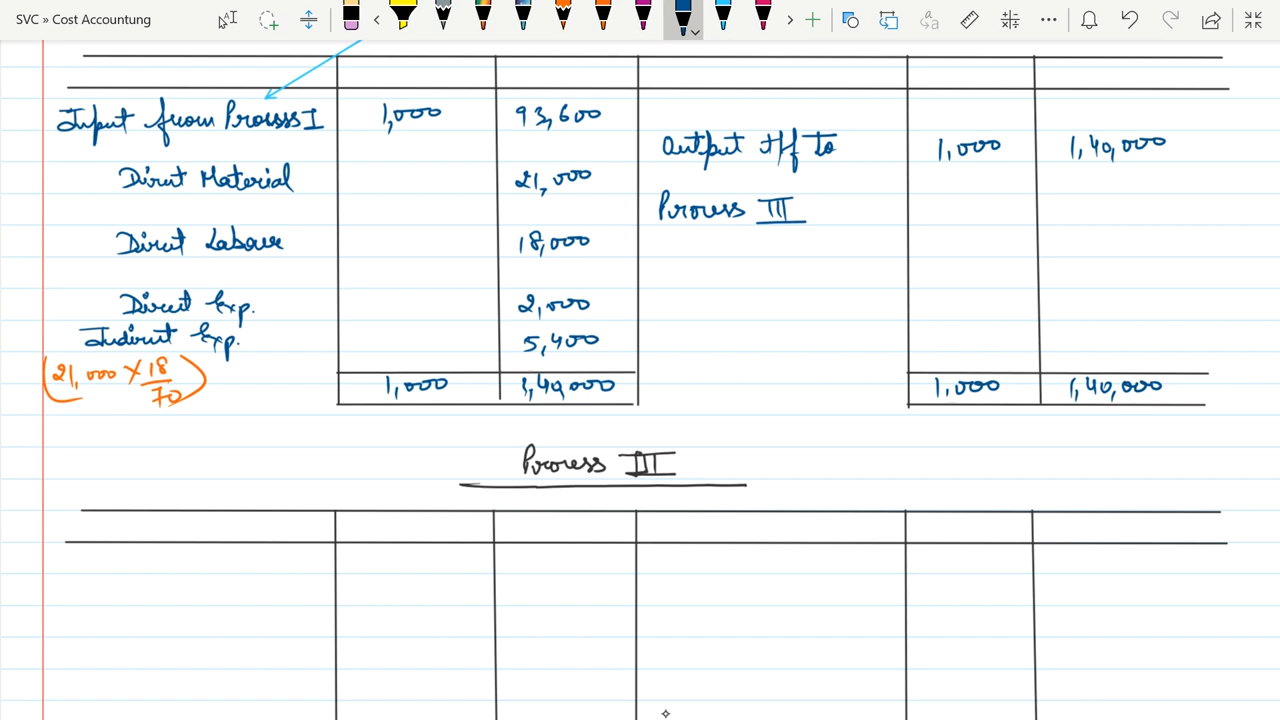 SVC » Cost Accountung
Input from Process I 1,000 93,600
Output t/f to 1,000 1,40,000
Direct Material 21,000
Process III
Direct Labour 18,000
Direct Exp. 2,000
Indirect Exp. 5,400
(21,000 × 18/70)
1,000 1,40,000 1,000 1,40,000
Process III